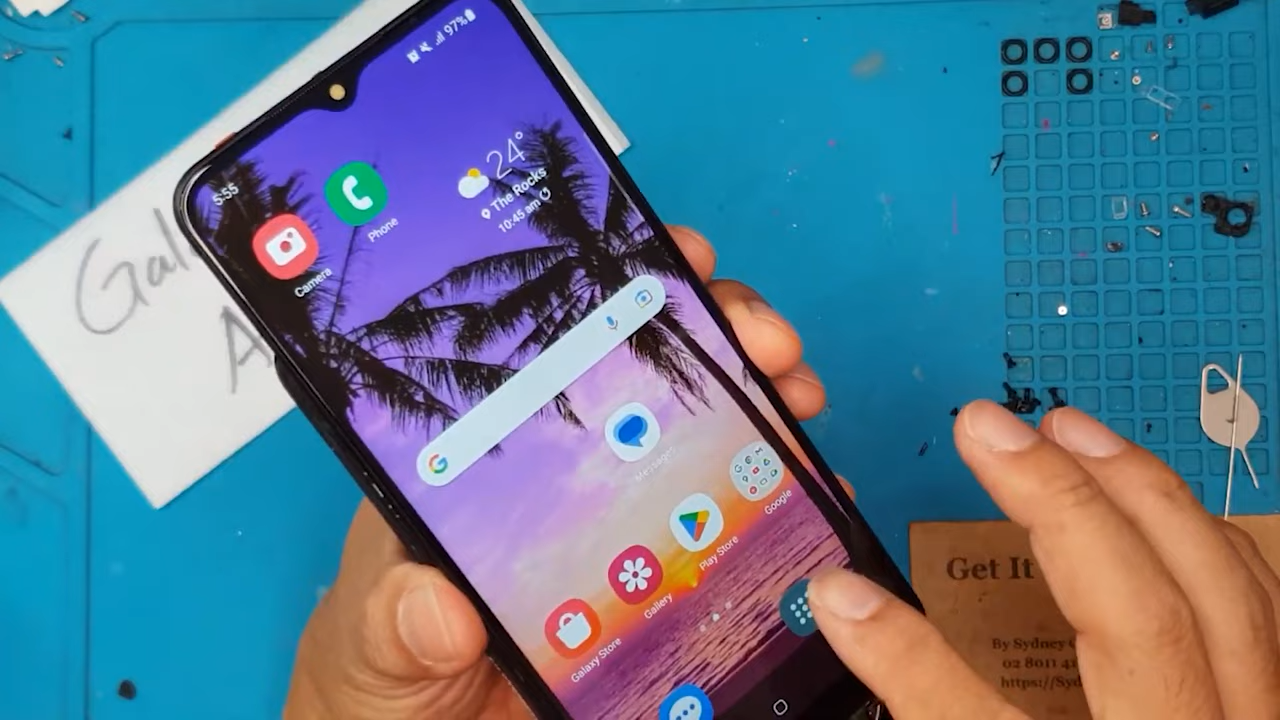 Gal
A
5:55
97%
Camera
Phone
24°
The Rocks
10:45 am
G
Messages
Google
Play Store
Gallery
Galaxy Store
Get It
By Sydney
02 8011
https://Syd